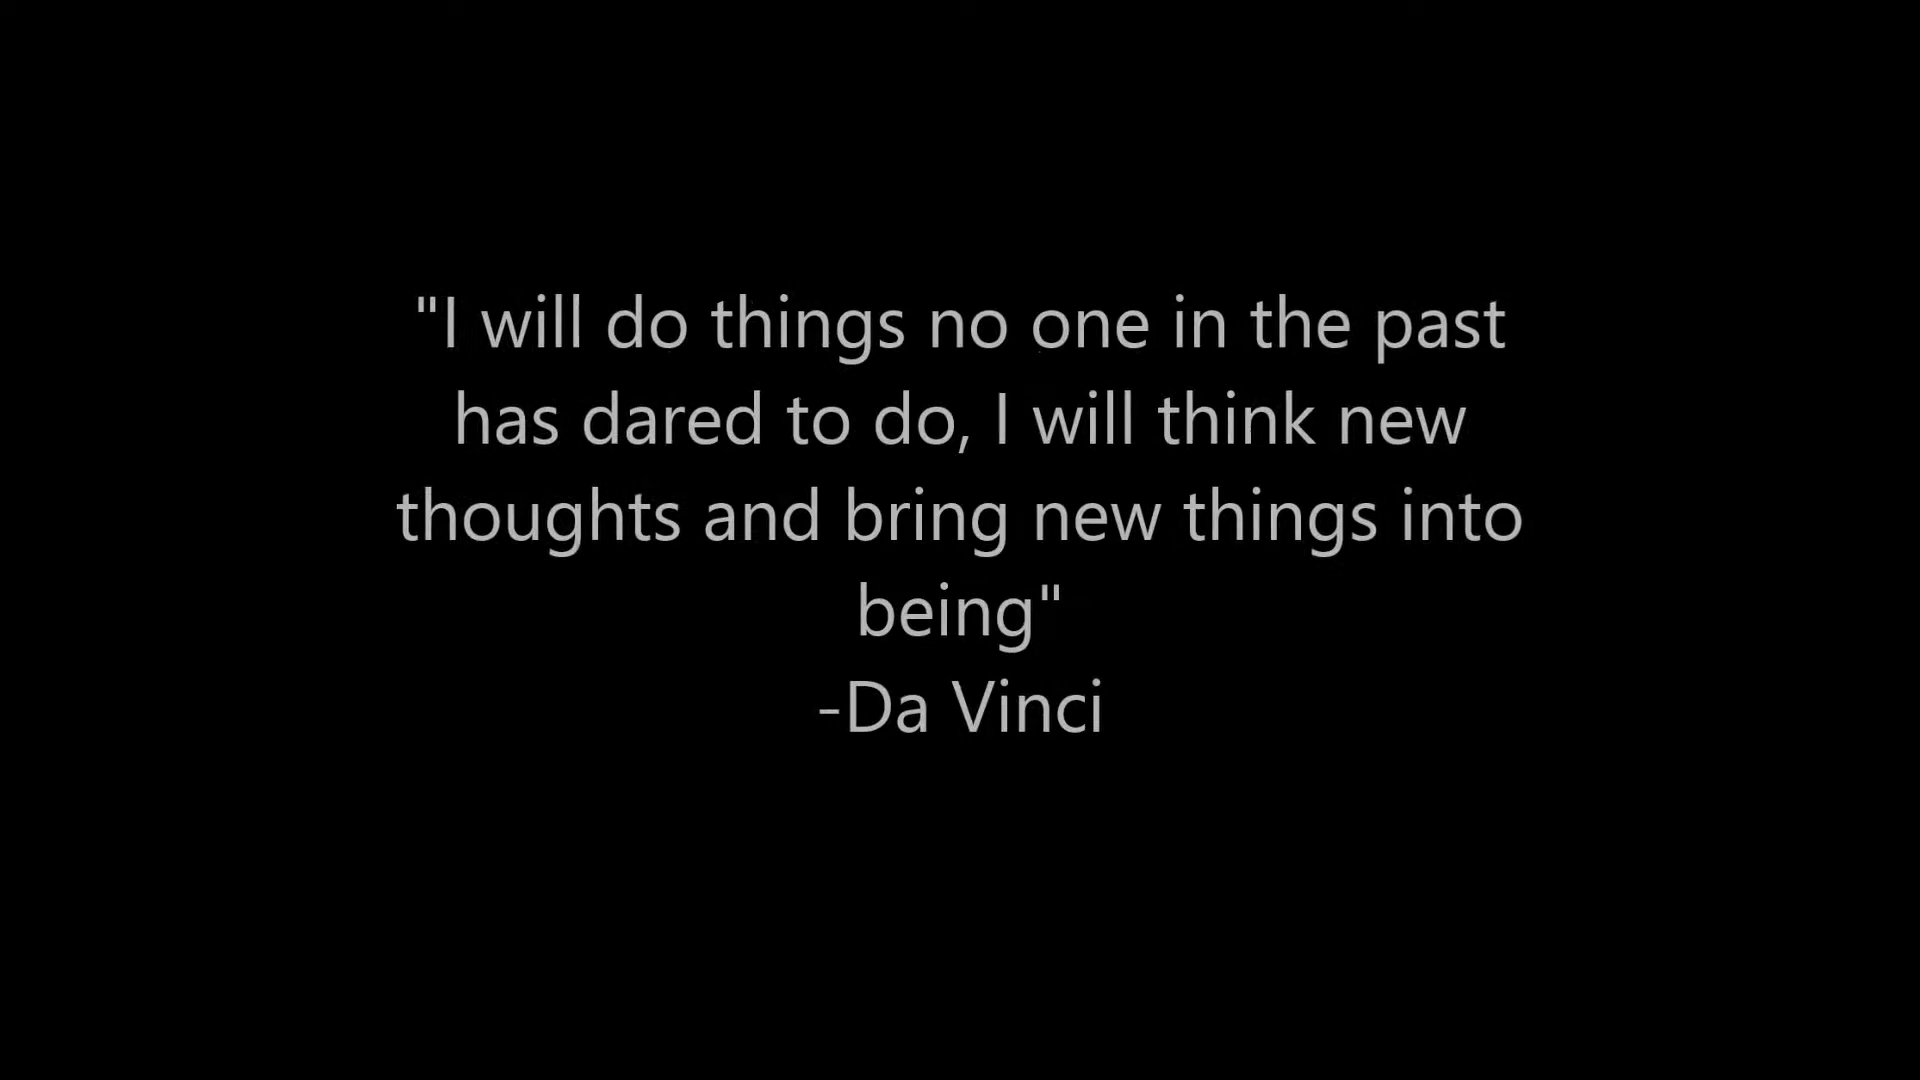 "I will do things no one in the past
has dared to do, I will think new
thoughts and bring new things into
being"
-Da Vinci